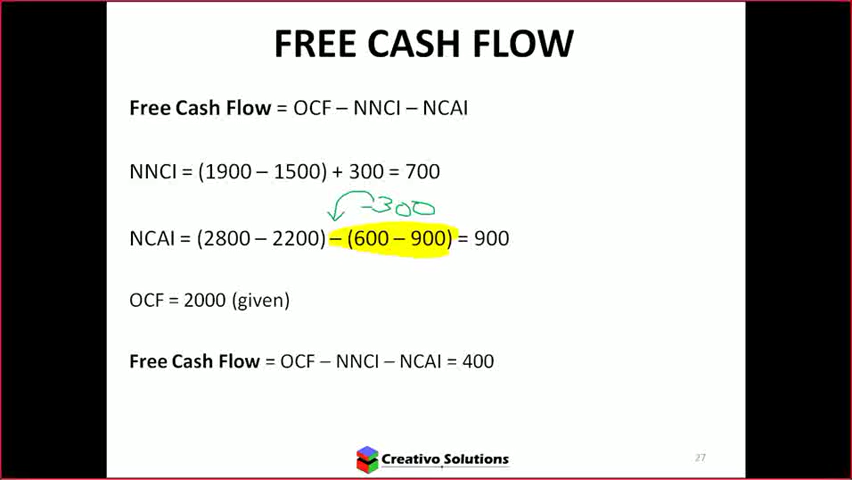 FREE CASH FLOW
Free Cash Flow = OCF – NNCI – NCAI
NNCI = (1900 – 1500) + 300 = 700
-300
NCAI = (2800 – 2200) – (600 – 900) = 900
OCF = 2000 (given)
Free Cash Flow = OCF – NNCI – NCAI = 400
Creativo Solutions
27